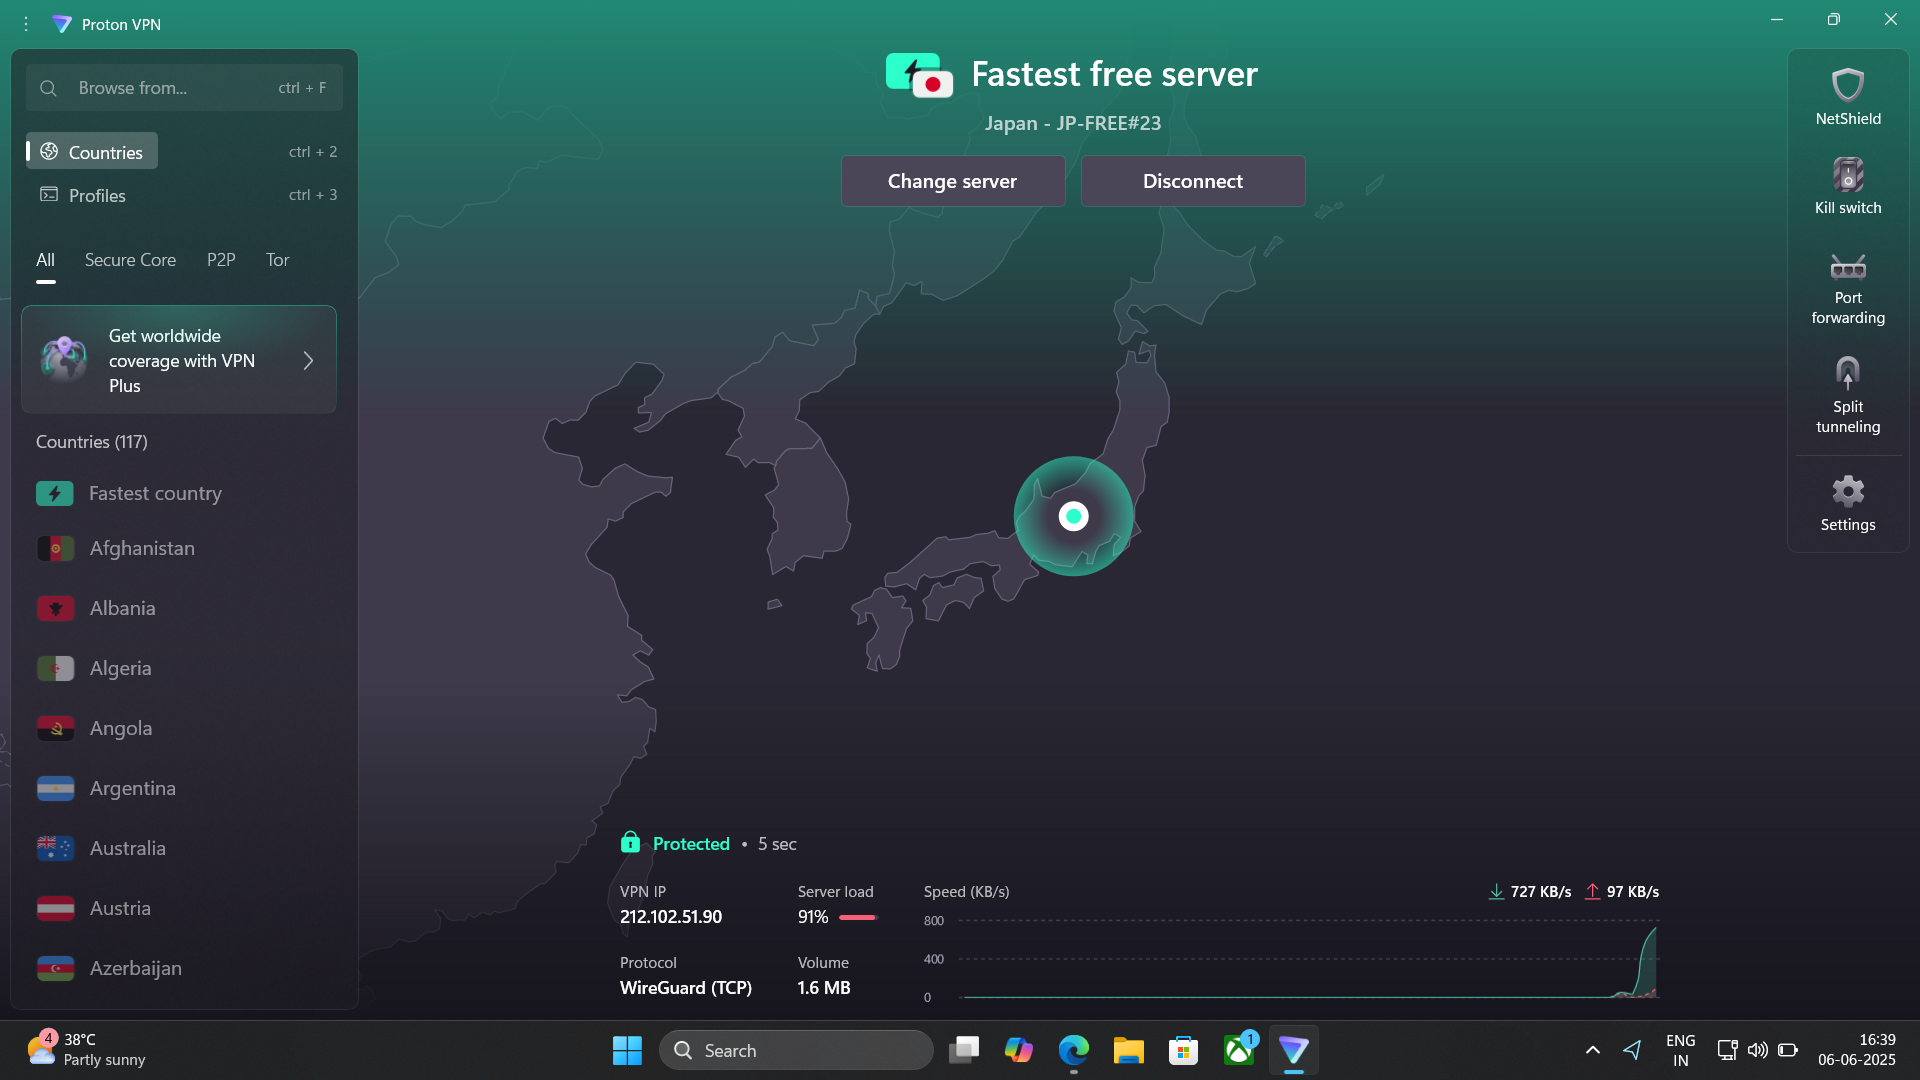 Proton VPN
Browse from...
ctrl + F
Countries
ctrl + 2
Profiles
ctrl + 3
All
Secure Core
P2P
Tor
Get worldwide
coverage with VPN
Plus
Countries (117)
Fastest country
Afghanistan
Albania
Algeria
Angola
Argentina
Australia
Austria
Azerbaijan
Fastest free server
Japan - JP-FREE#23
Change server
Disconnect
NetShield
Kill switch
Port
forwarding
Split
tunneling
Settings
Protected • 5 sec
VPN IP
212.102.51.90
Server load
91%
Protocol
WireGuard (TCP)
Volume
1.6 MB
Speed (KB/s)
727 KB/s
97 KB/s
800
400
0
4
38°C
Partly sunny
Search
1
ENG
IN
16:39
06-06-2025